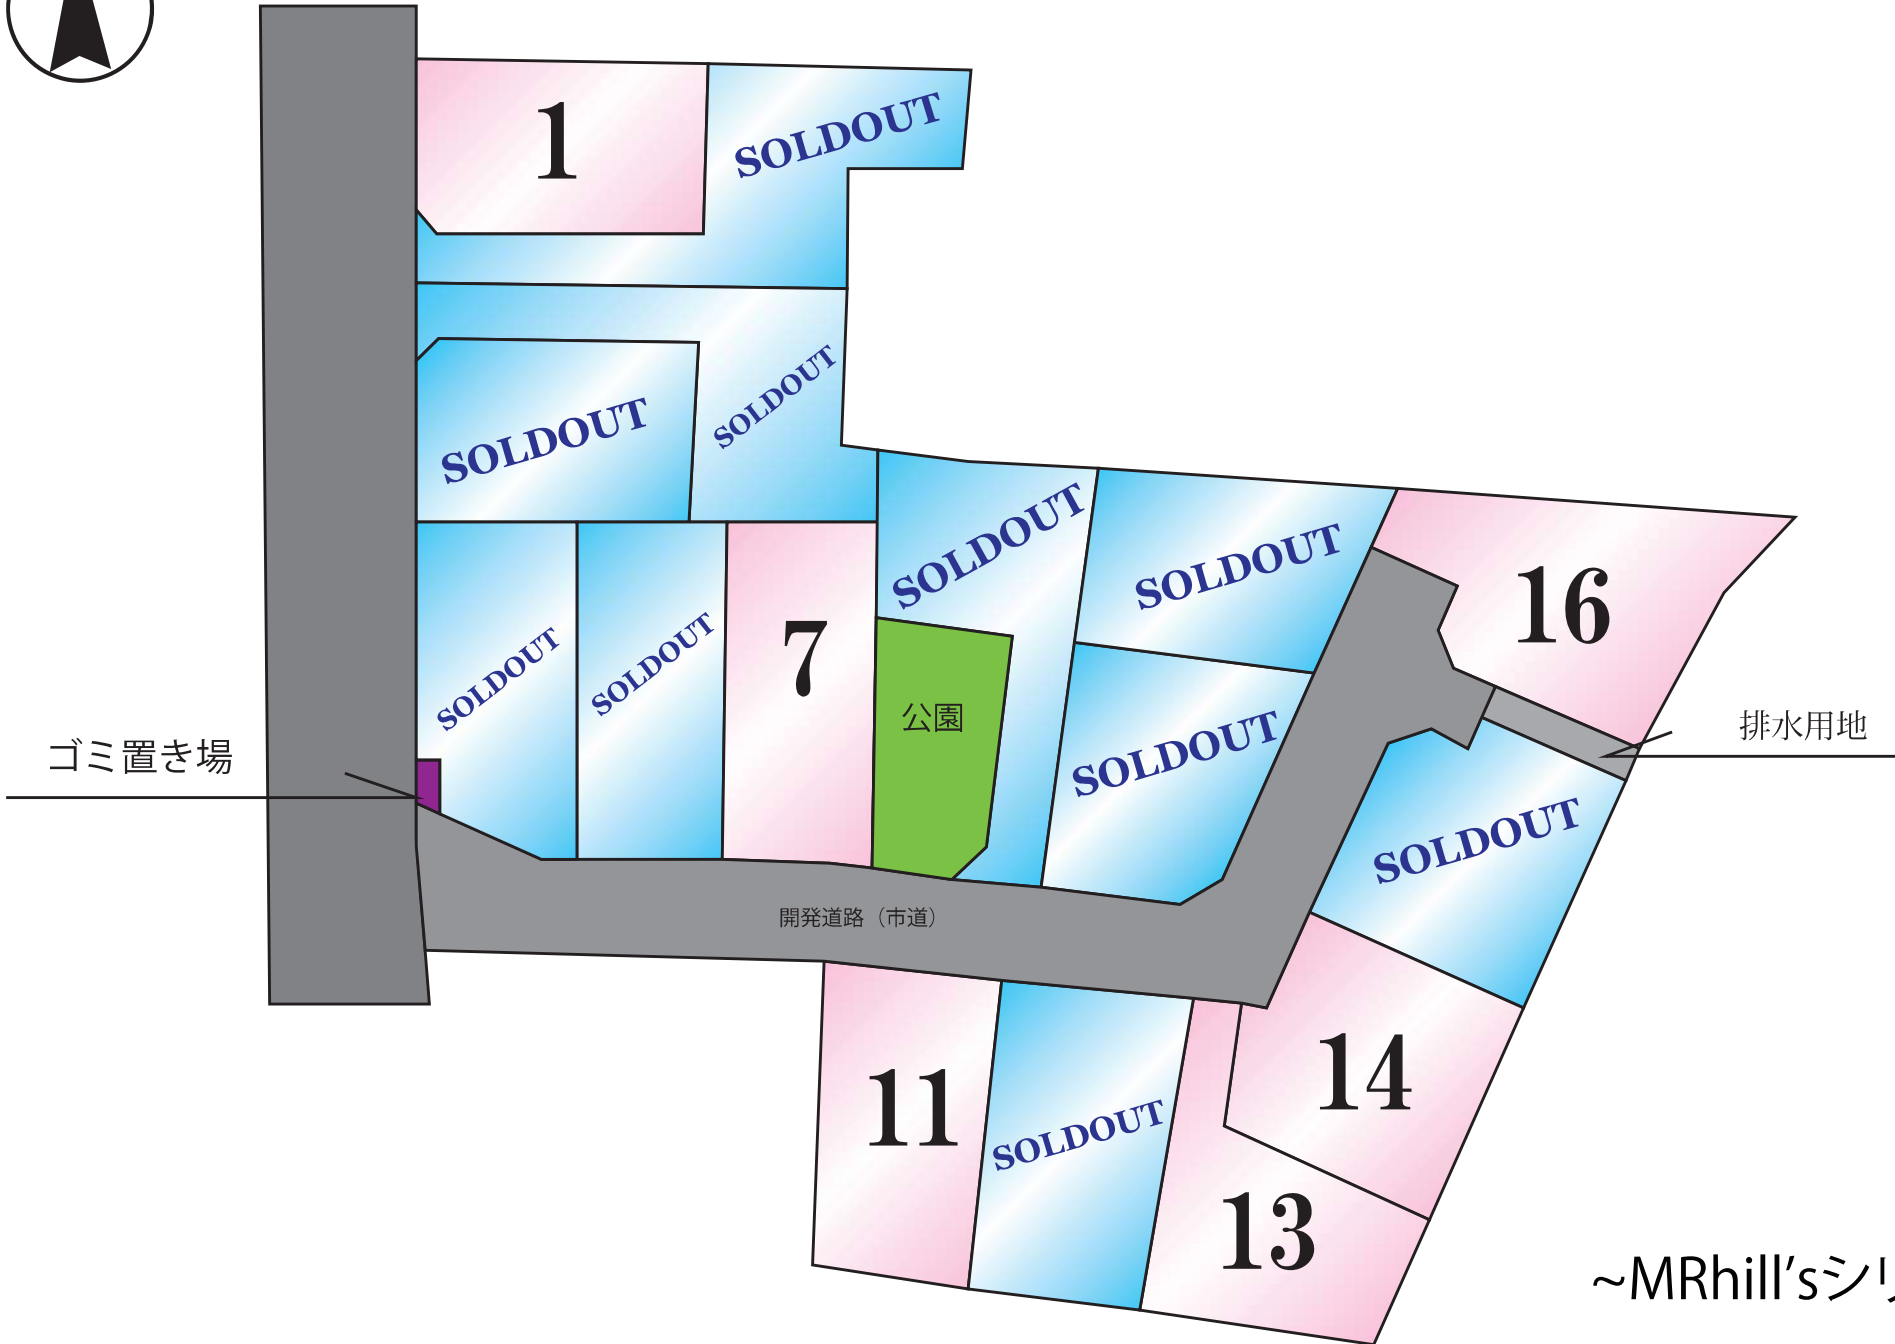 1
SOLDOUT
SOLDOUT
SOLDOUT
SOLDOUT
SOLDOUT
16
SOLDOUT
SOLDOUT
7
公園
排水用地
ゴミ置き場
SOLDOUT
SOLDOUT
開発道路（市道）
11
14
SOLDOUT
13
~MRhill'sシリ